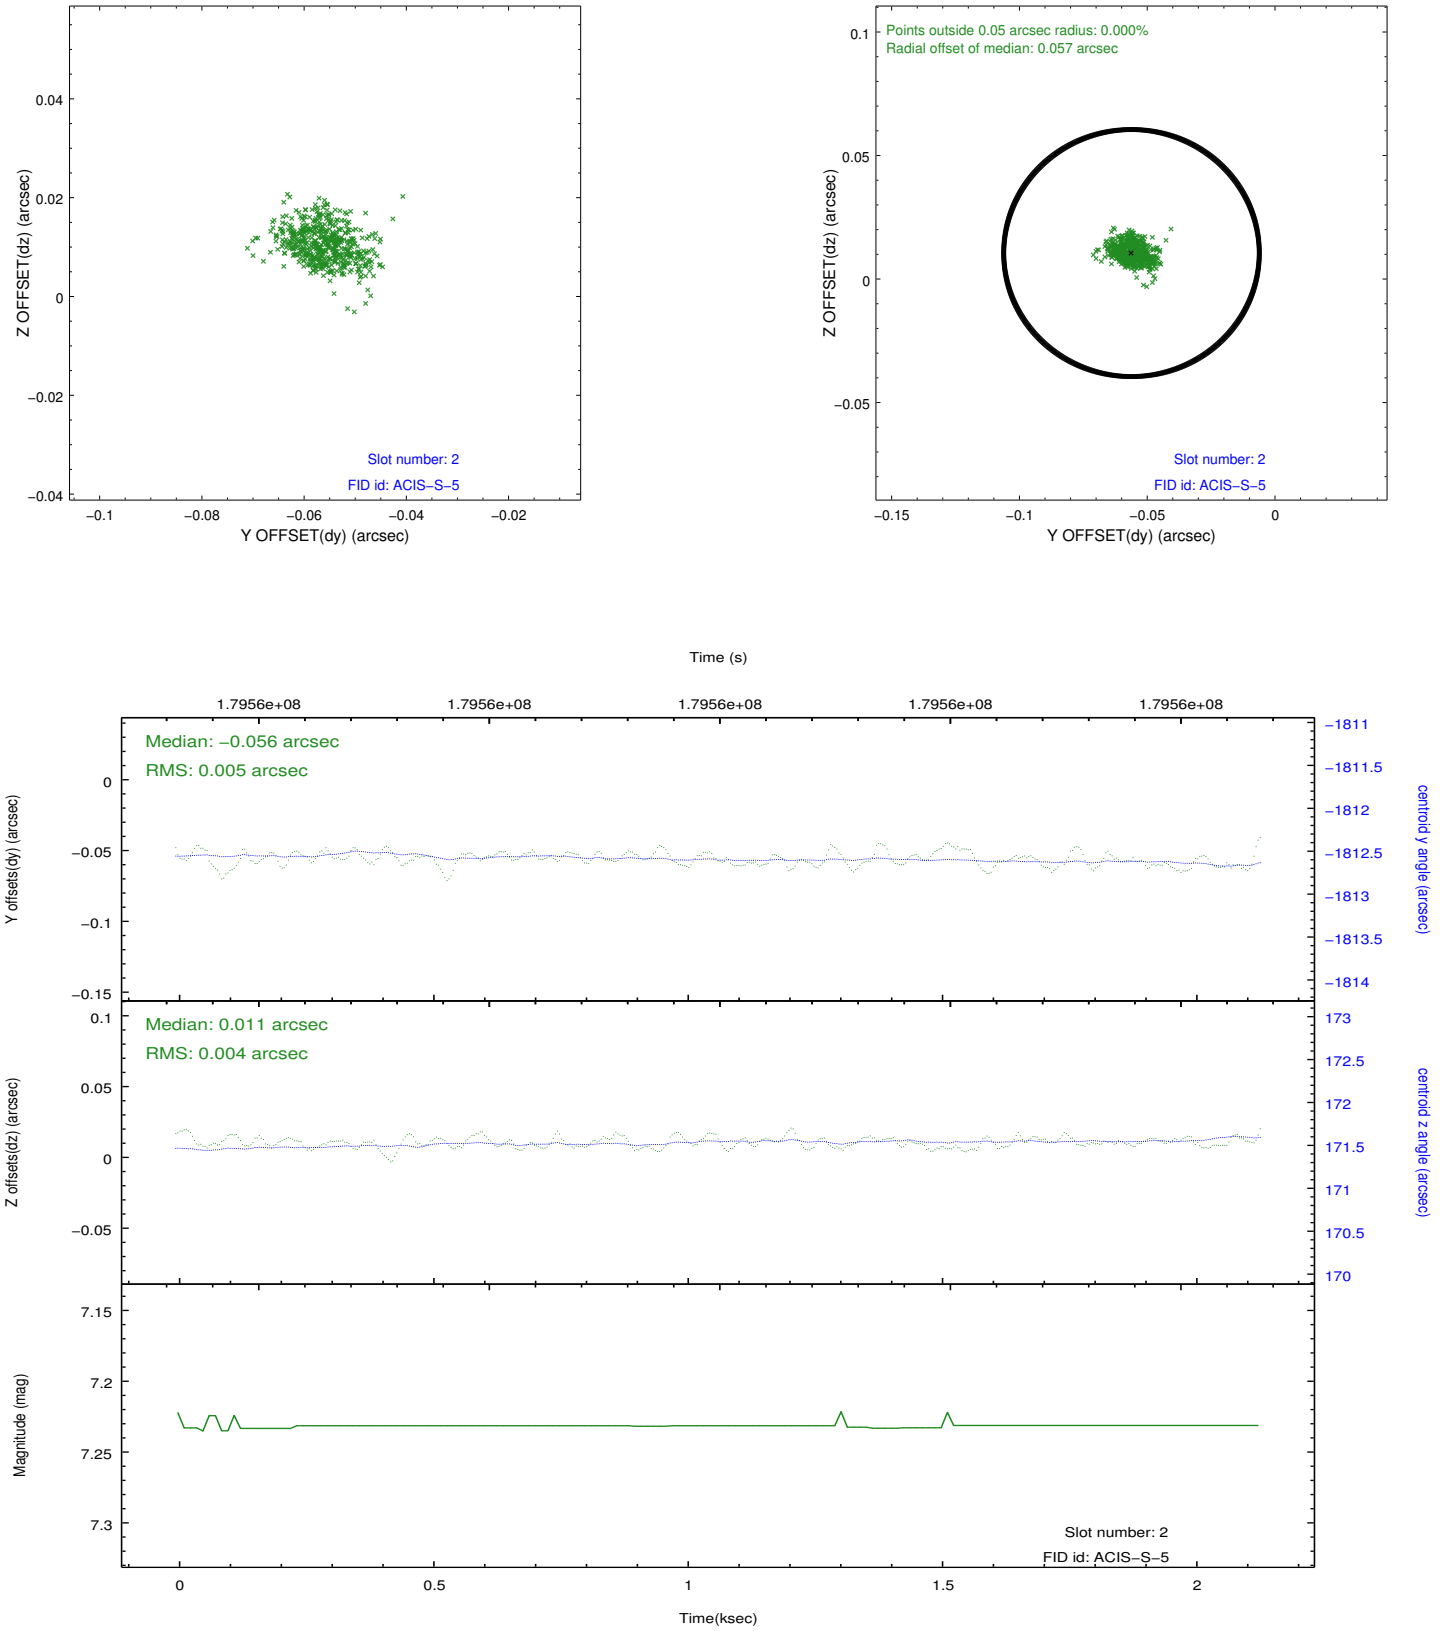 0.04
0.02
0
−0.02
−0.04
Z OFFSET(dz) (arcsec)
Slot number: 2
FID id: ACIS−S−5
−0.1
−0.08
−0.06
−0.04
−0.02
Y OFFSET(dy) (arcsec)
Points outside 0.05 arcsec radius: 0.000%
Radial offset of median: 0.057 arcsec
0.1
0.05
0
−0.05
Z OFFSET(dz) (arcsec)
Slot number: 2
FID id: ACIS−S−5
−0.15
−0.1
−0.05
0
Y OFFSET(dy) (arcsec)
Time (s)
1.7956e+08
1.7956e+08
1.7956e+08
1.7956e+08
1.7956e+08
Median: −0.056 arcsec
RMS: 0.005 arcsec
0
−0.05
−0.1
−0.15
Y offsets(dy) (arcsec)
−1811
−1811.5
−1812
−1812.5
−1813
−1813.5
−1814
centroid y angle (arcsec)
Median: 0.011 arcsec
RMS: 0.004 arcsec
0.1
0.05
0
−0.05
Z offsets(dz) (arcsec)
173
172.5
172
171.5
171
170.5
170
centroid z angle (arcsec)
7.15
7.2
7.25
7.3
Magnitude (mag)
Slot number: 2
FID id: ACIS−S−5
0
0.5
1
1.5
2
Time(ksec)